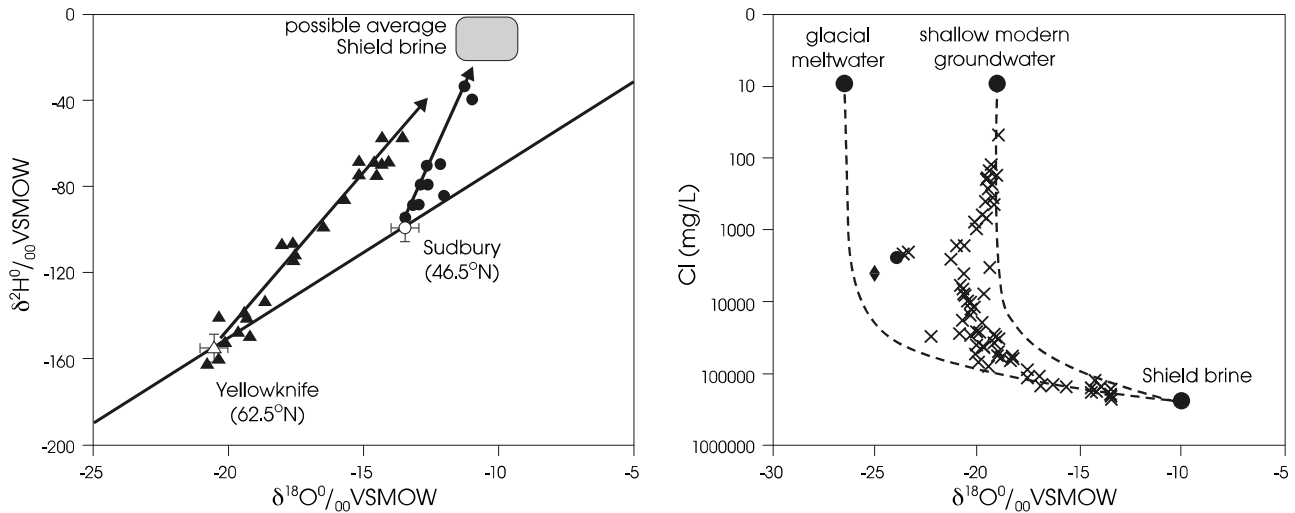 0
-40
-80
-120
-160
-200
δ²H⁰/₀₀VSMOW
possible average
Shield brine
Sudbury
(46.5⁰N)
Yellowknife
(62.5⁰N)
-25
-20
-15
-10
-5
δ¹⁸O⁰/₀₀VSMOW
0
10
100
1000
10000
100000
1000000
Cl (mg/L)
glacial
meltwater
shallow modern
groundwater
Shield brine
-30
-25
-20
-15
-10
-5
δ¹⁸O⁰/₀₀VSMOW